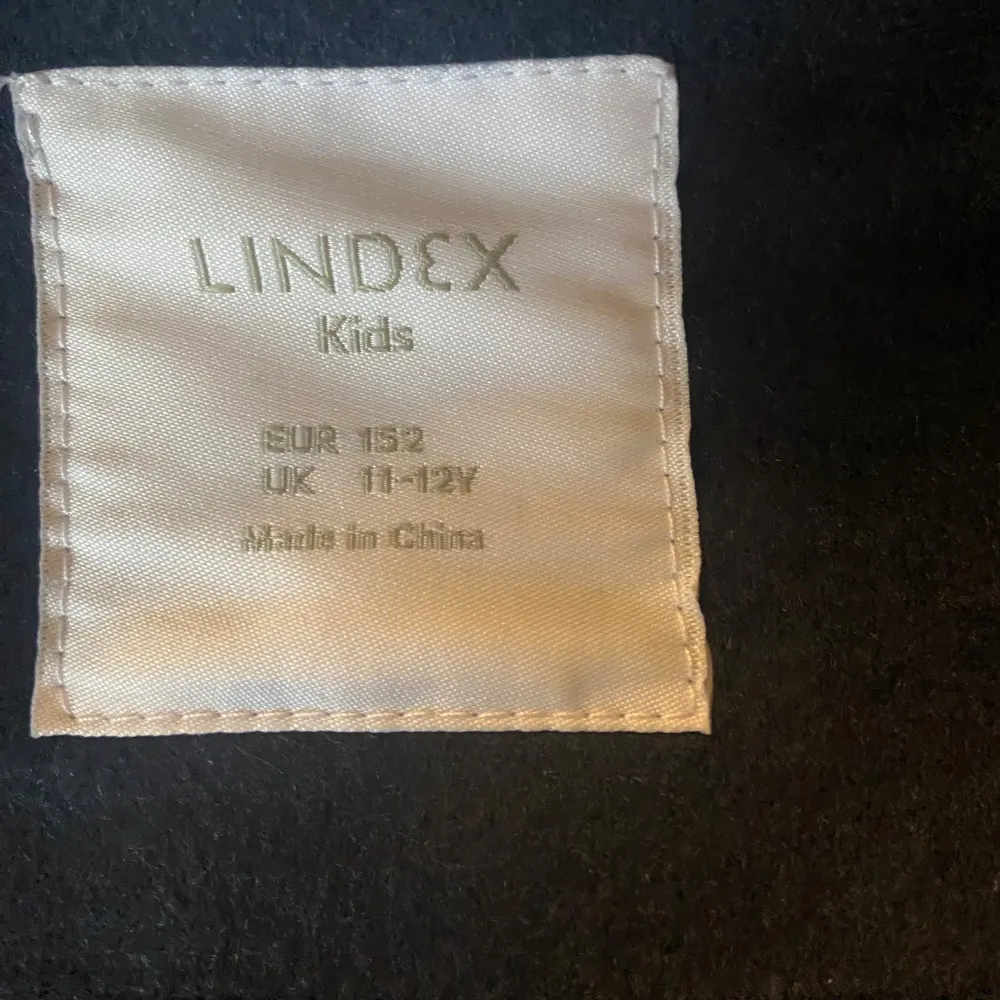 LINDEX
Kids
EUR 152
UK 11-12Y
Made in China